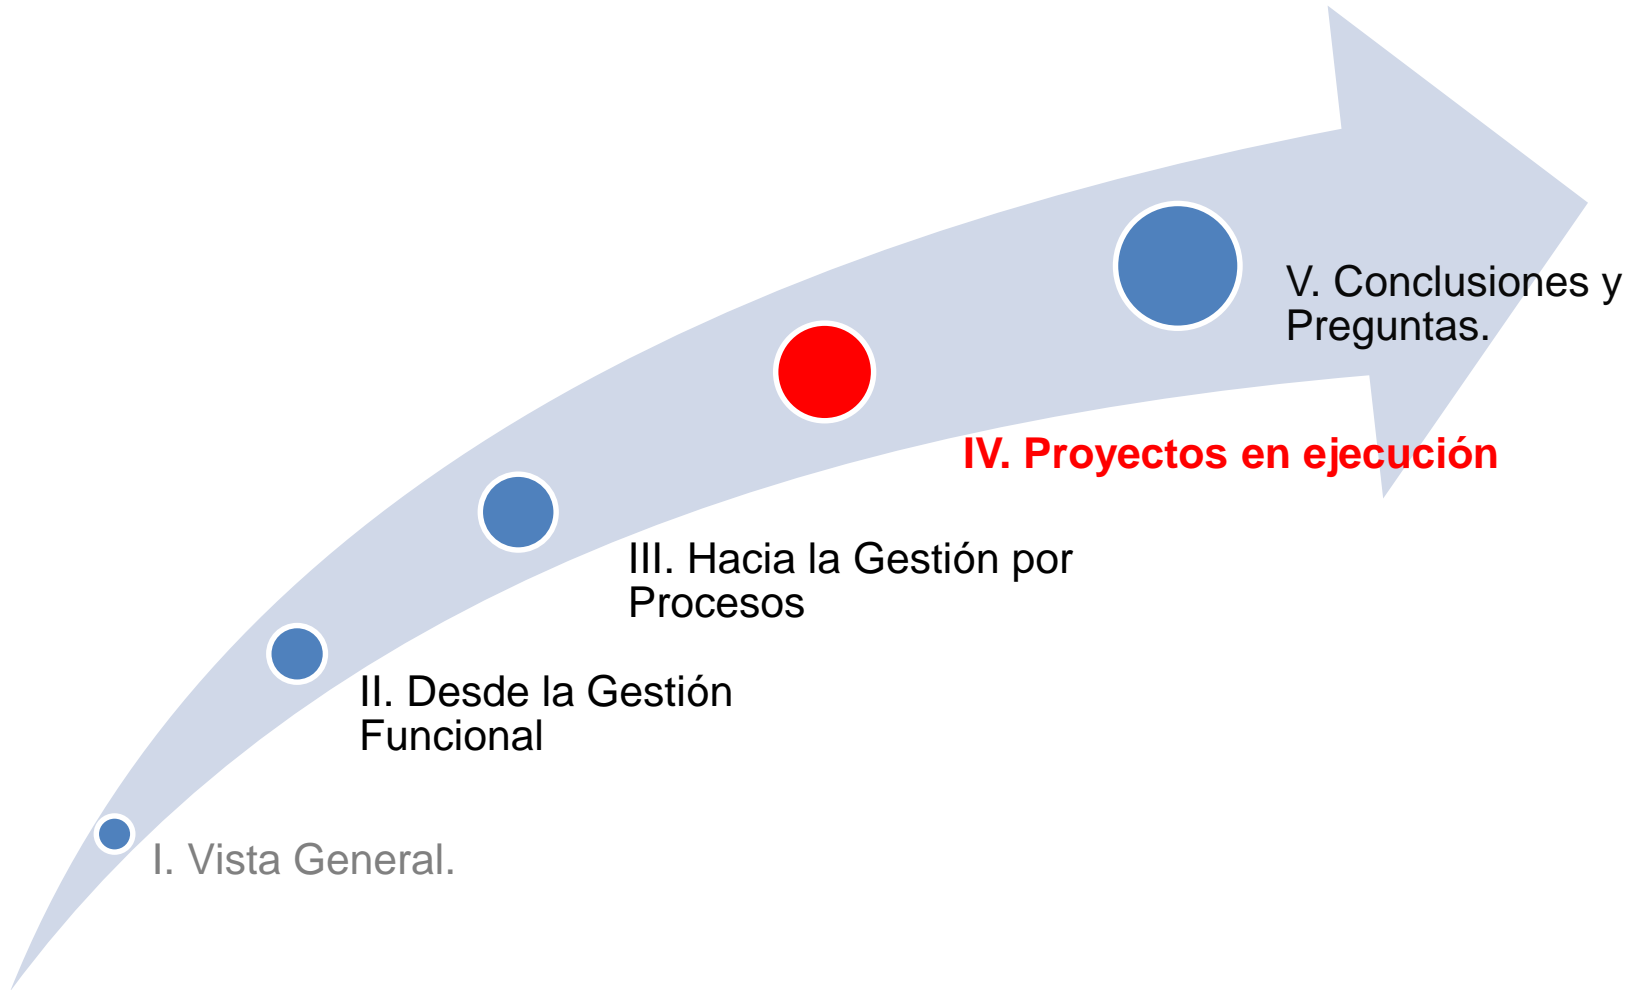 V. Conclusiones y
Preguntas.
IV. Proyectos en ejecución
III. Hacia la Gestión por
Procesos
II. Desde la Gestión
Funcional
I. Vista General.